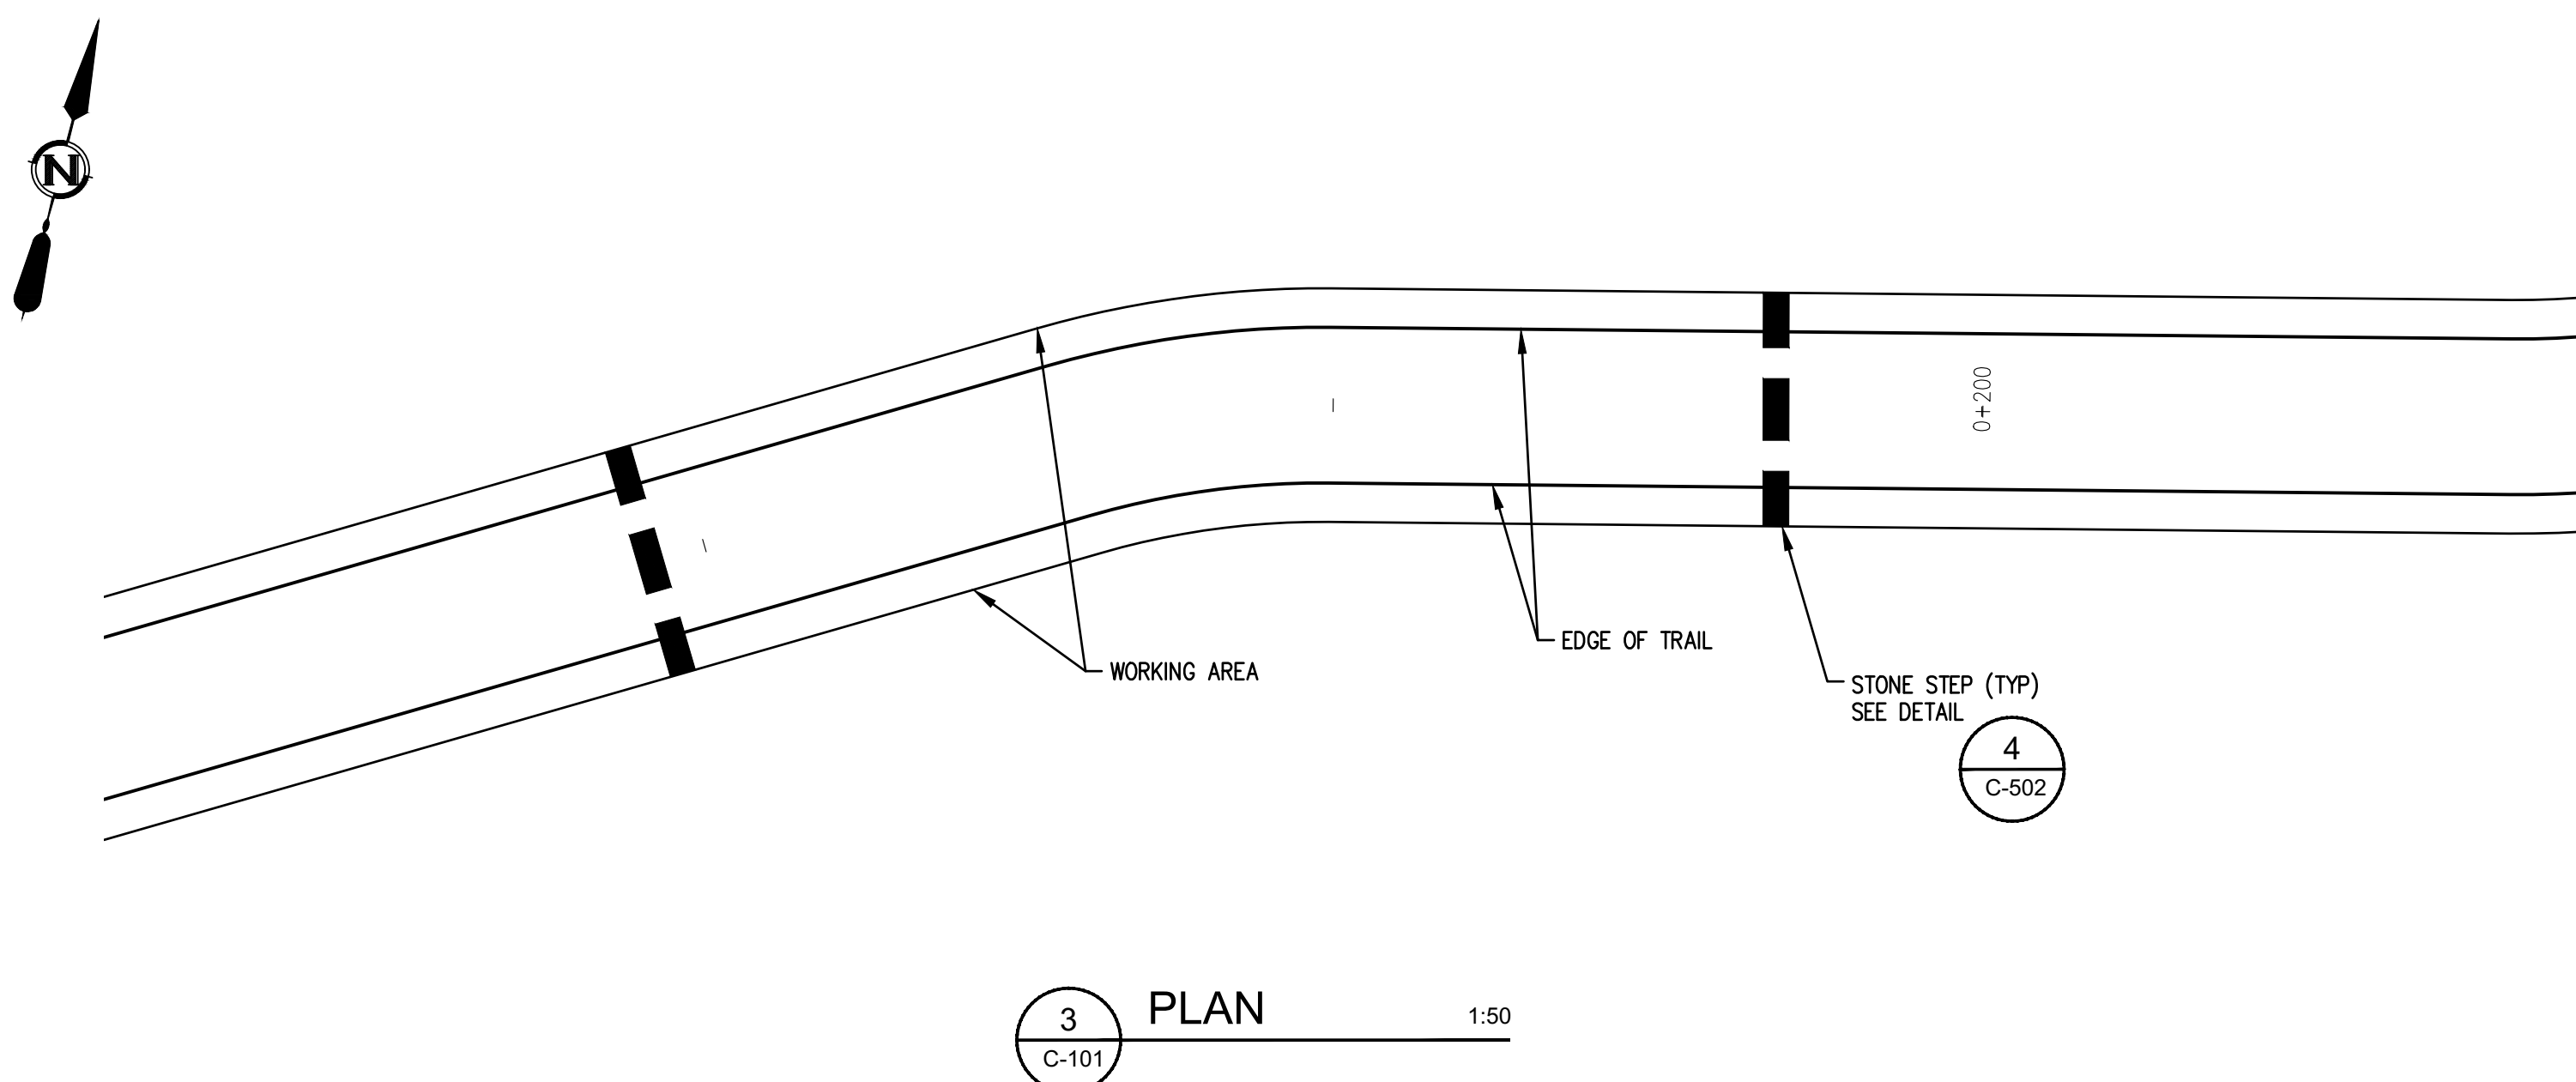 N
0+200
EDGE OF TRAIL
WORKING AREA
STONE STEP (TYP)
SEE DETAIL
4
C-502
3
C-101
PLAN
1:50